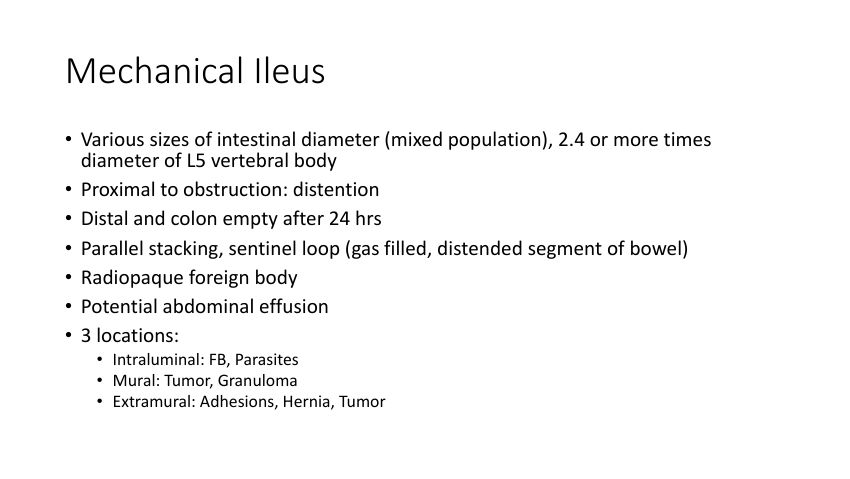 Mechanical Ileus
• Various sizes of intestinal diameter (mixed population), 2.4 or more times
diameter of L5 vertebral body
• Proximal to obstruction: distention
• Distal and colon empty after 24 hrs
• Parallel stacking, sentinel loop (gas filled, distended segment of bowel)
• Radiopaque foreign body
• Potential abdominal effusion
• 3 locations:
• Intraluminal: FB, Parasites
• Mural: Tumor, Granuloma
• Extramural: Adhesions, Hernia, Tumor